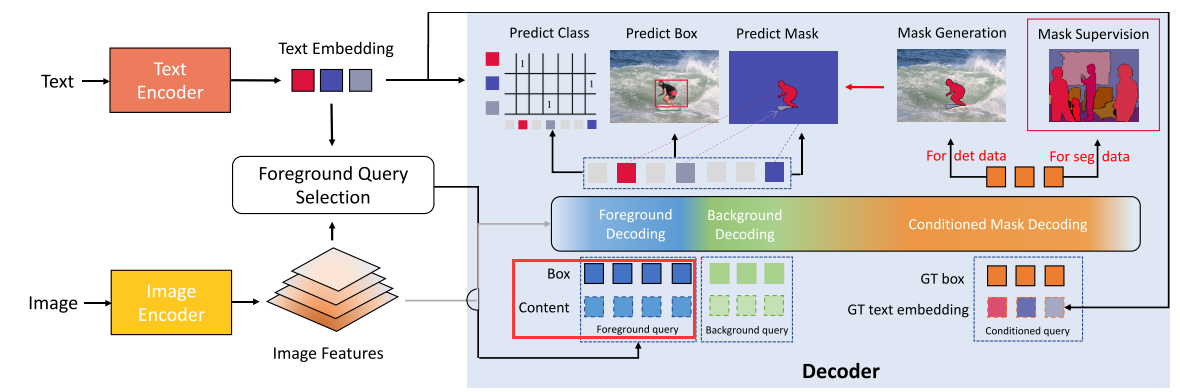 Text
Text
Encoder
Text Embedding
Foreground Query
Selection
Image
Image
Encoder
Image Features
Predict Class
1
1
1
Predict Box
Predict Mask
Mask Generation
Mask Supervision
For det data
For seg data
Foreground
Decoding
Background
Decoding
Conditioned Mask Decoding
Box
Content
Foreground query
Background query
GT box
GT text embedding
Conditioned query
Decoder